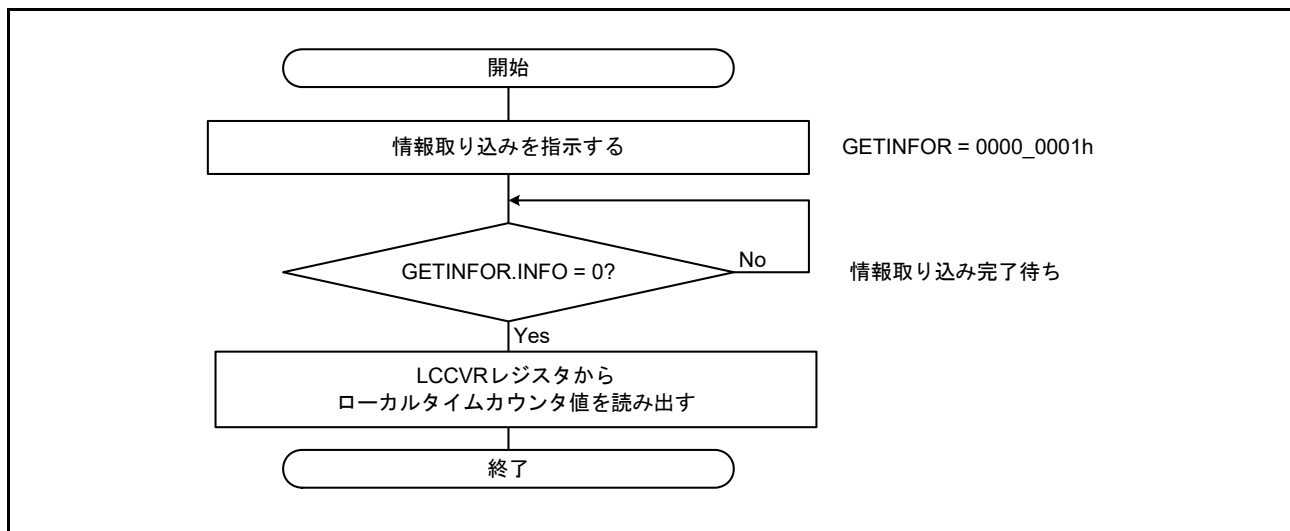 開始
情報取り込みを指示する
GETINFOR = 0000_0001h
GETINFOR.INFO = 0?
No
情報取り込み完了待ち
Yes
LCCVRレジスタから
ローカルタイムカウンタ値を読み出す
終了